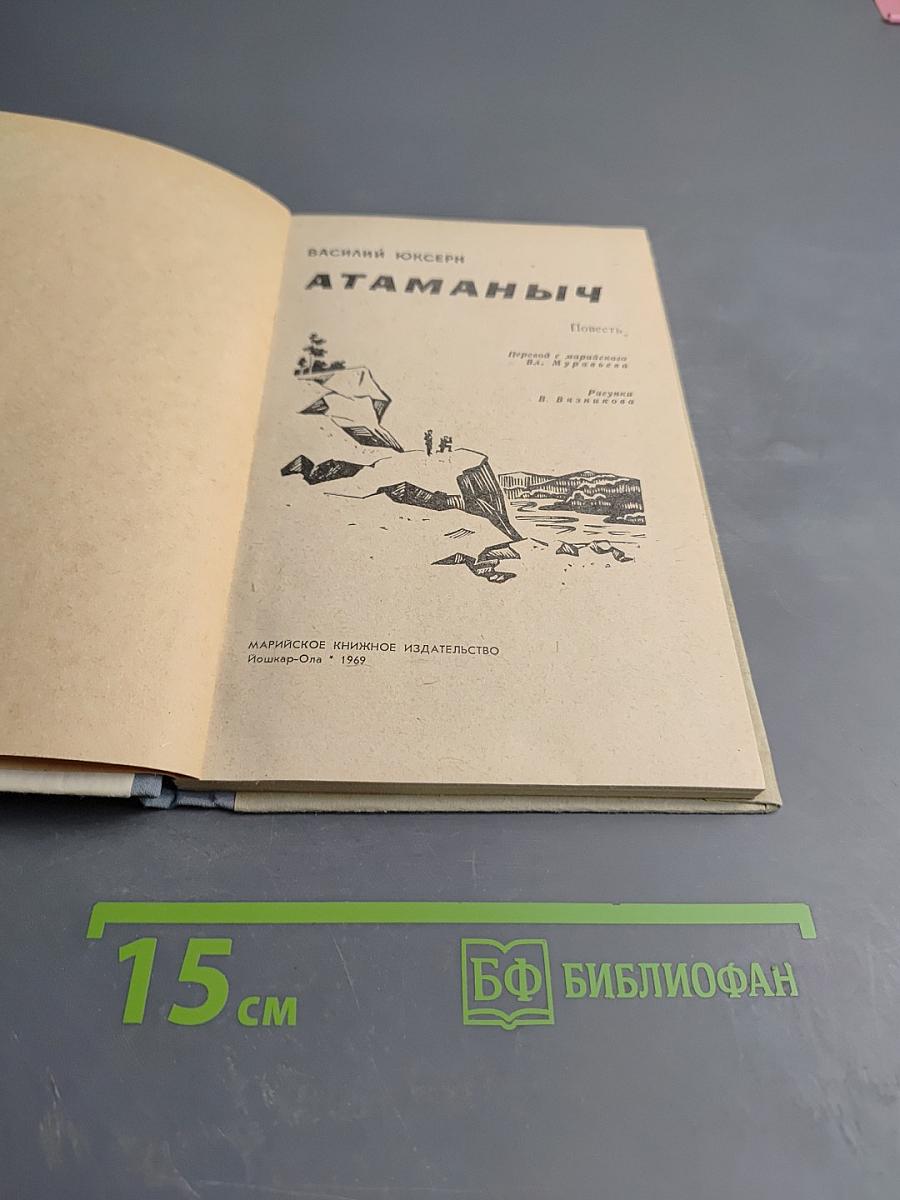 ВАСИЛИЙ ЮКСЕРН
АТАМАНЫЧ
Повесть
Перевод с марийского
Вл. Муравьева
Рисунки
В. Вязникова
МАРИЙСКОЕ КНИЖНОЕ ИЗДАТЕЛЬСТВО
Йошкар-Ола * 1969
15 см
БФ БИБЛИОФАН